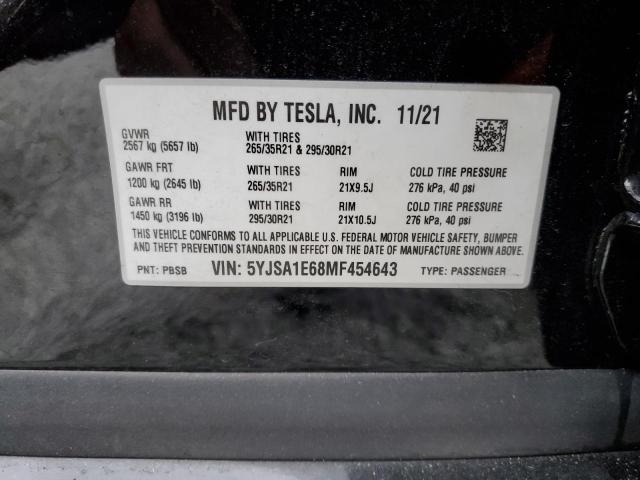 MFD BY TESLA, INC. 11/21
GVWR WITH TIRES
2567 kg (5657 lb) 265/35R21 & 295/30R21
GAWR FRT WITH TIRES RIM COLD TIRE PRESSURE
1200 kg (2645 lb) 265/35R21 21X9.5J 276 kPa, 40 psi
GAWR RR WITH TIRES RIM COLD TIRE PRESSURE
1450 kg (3196 lb) 295/30R21 21X10.5J 276 kPa, 40 psi
THIS VEHICLE CONFORMS TO ALL APPLICABLE U.S. FEDERAL MOTOR VEHICLE SAFETY, BUMPER
AND THEFT PREVENTION STANDARDS IN EFFECT ON THE DATE OF MANUFACTURE SHOWN ABOVE.
PNT: PBSB VIN: 5YJSA1E68MF454643 TYPE: PASSENGER